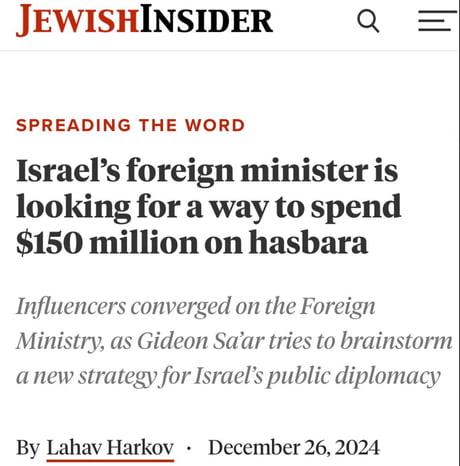 JEWISHINSIDER
SPREADING THE WORD
Israel's foreign minister is
looking for a way to spend
$150 million on hasbara
Influencers converged on the Foreign
Ministry, as Gideon Sa'ar tries to brainstorm
a new strategy for Israel's public diplomacy
By Lahav Harkov · December 26, 2024